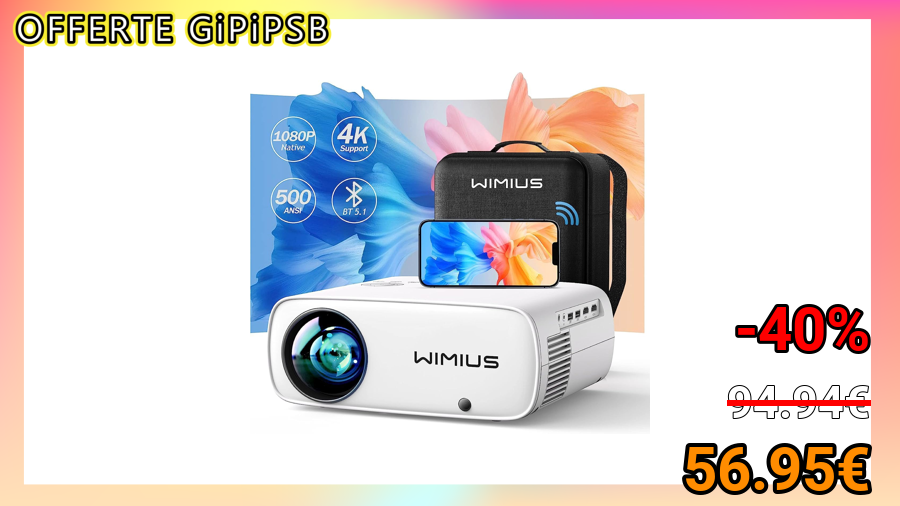 OFFERTE GiPiPSB
1080P
Native
4K
Support
500
ANSI
BT 5.1
WIMIUS
WIMIUS
-40%
94.94€
56.95€